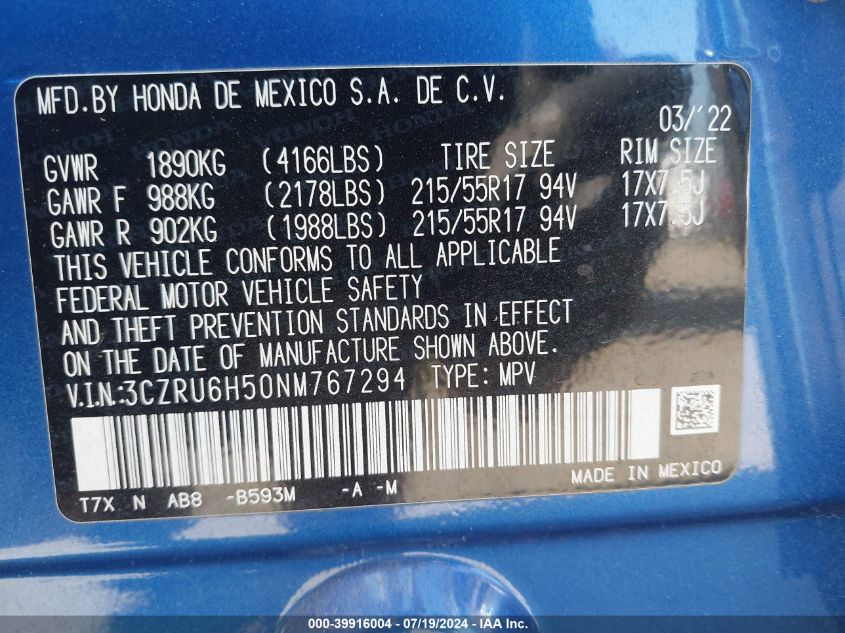 MFD.BY HONDA DE MEXICO S.A. DE C.V.
03/'22
GVWR 1890KG (4166LBS) TIRE SIZE RIM SIZE
GAWR F 988KG (2178LBS) 215/55R17 94V 17X7.5J
GAWR R 902KG (1988LBS) 215/55R17 94V 17X7.5J
THIS VEHICLE CONFORMS TO ALL APPLICABLE
FEDERAL MOTOR VEHICLE SAFETY
AND THEFT PREVENTION STANDARDS IN EFFECT
ON THE DATE OF MANUFACTURE SHOWN ABOVE.
V.I.N.:3CZRU6H50NM767294 TYPE: MPV
MADE IN MEXICO
T7X N AB8 -B593M -A -M
000-39916004 - 07/19/2024 - IAA Inc.